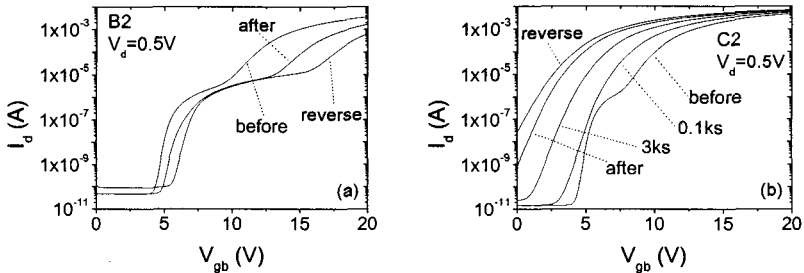 B2
V_d=0.5V
after
before
reverse
(a)
I_d (A)
1x10^-3
1x10^-5
1x10^-7
1x10^-9
10^-11
0 5 10 15 20
V_gb (V)
C2
V_d=0.5V
reverse
before
0.1ks
3ks
after
(b)
I_d (A)
1x10^-3
1x10^-5
1x10^-7
1x10^-9
10^-11
0 5 10 15 20
V_gb (V)